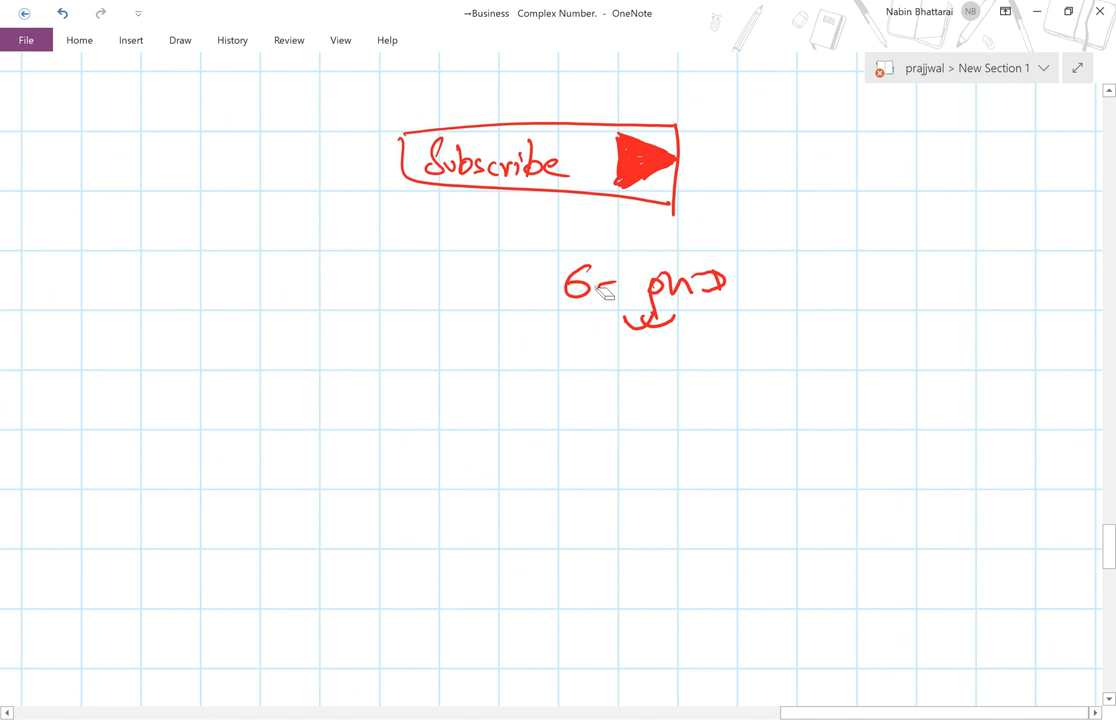 →Business Complex Number. - OneNote
Nabin Bhattarai NB
File Home Insert Draw History Review View Help
prajjwal > New Section 1
Subscribe
6-